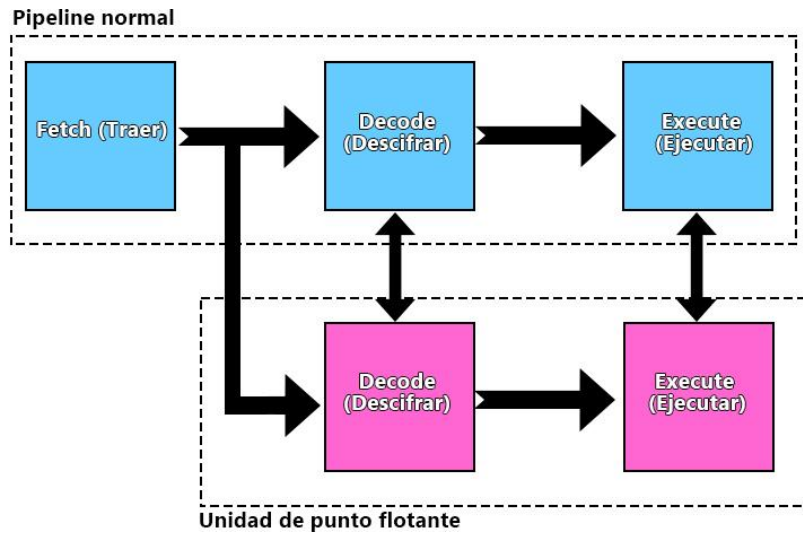 Pipeline normal
Fetch (Traer)
Decode
(Descifrar)
Execute
(Ejecutar)
Decode
(Descifrar)
Execute
(Ejecutar)
Unidad de punto flotante